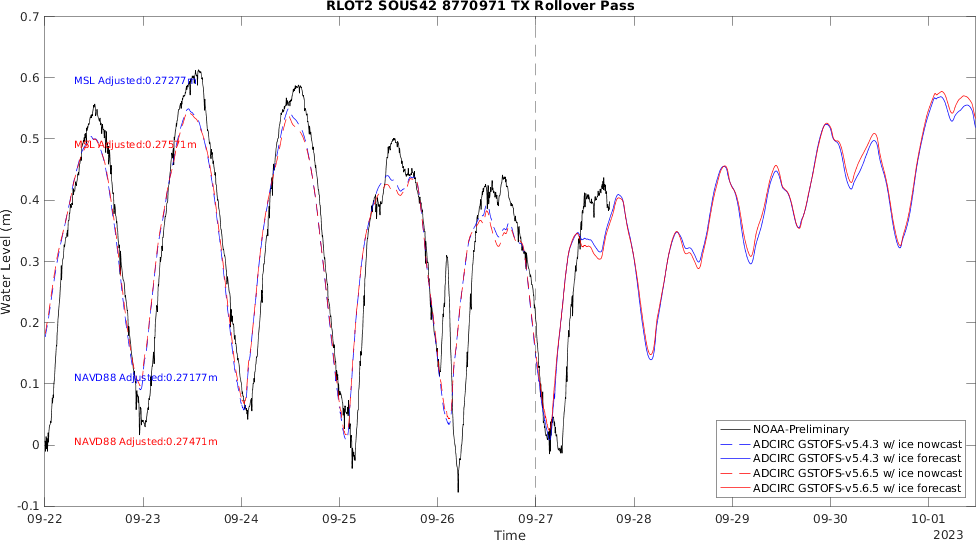 RLOT2 SOUS42 8770971 TX Rollover Pass
0.7
0.6
0.5
0.4
0.3
0.2
0.1
0
-0.1
Water Level (m)
MSL Adjusted:0.27277m
MSL Adjusted:0.27571m
NAVD88 Adjusted:0.27177m
NAVD88 Adjusted:0.27471m
NOAA-Preliminary
ADCIRC GSTOFS-v5.4.3 w/ ice nowcast
ADCIRC GSTOFS-v5.4.3 w/ ice forecast
ADCIRC GSTOFS-v5.6.5 w/ ice nowcast
ADCIRC GSTOFS-v5.6.5 w/ ice forecast
09-22 09-23 09-24 09-25 09-26 09-27 09-28 09-29 09-30 10-01
Time
2023